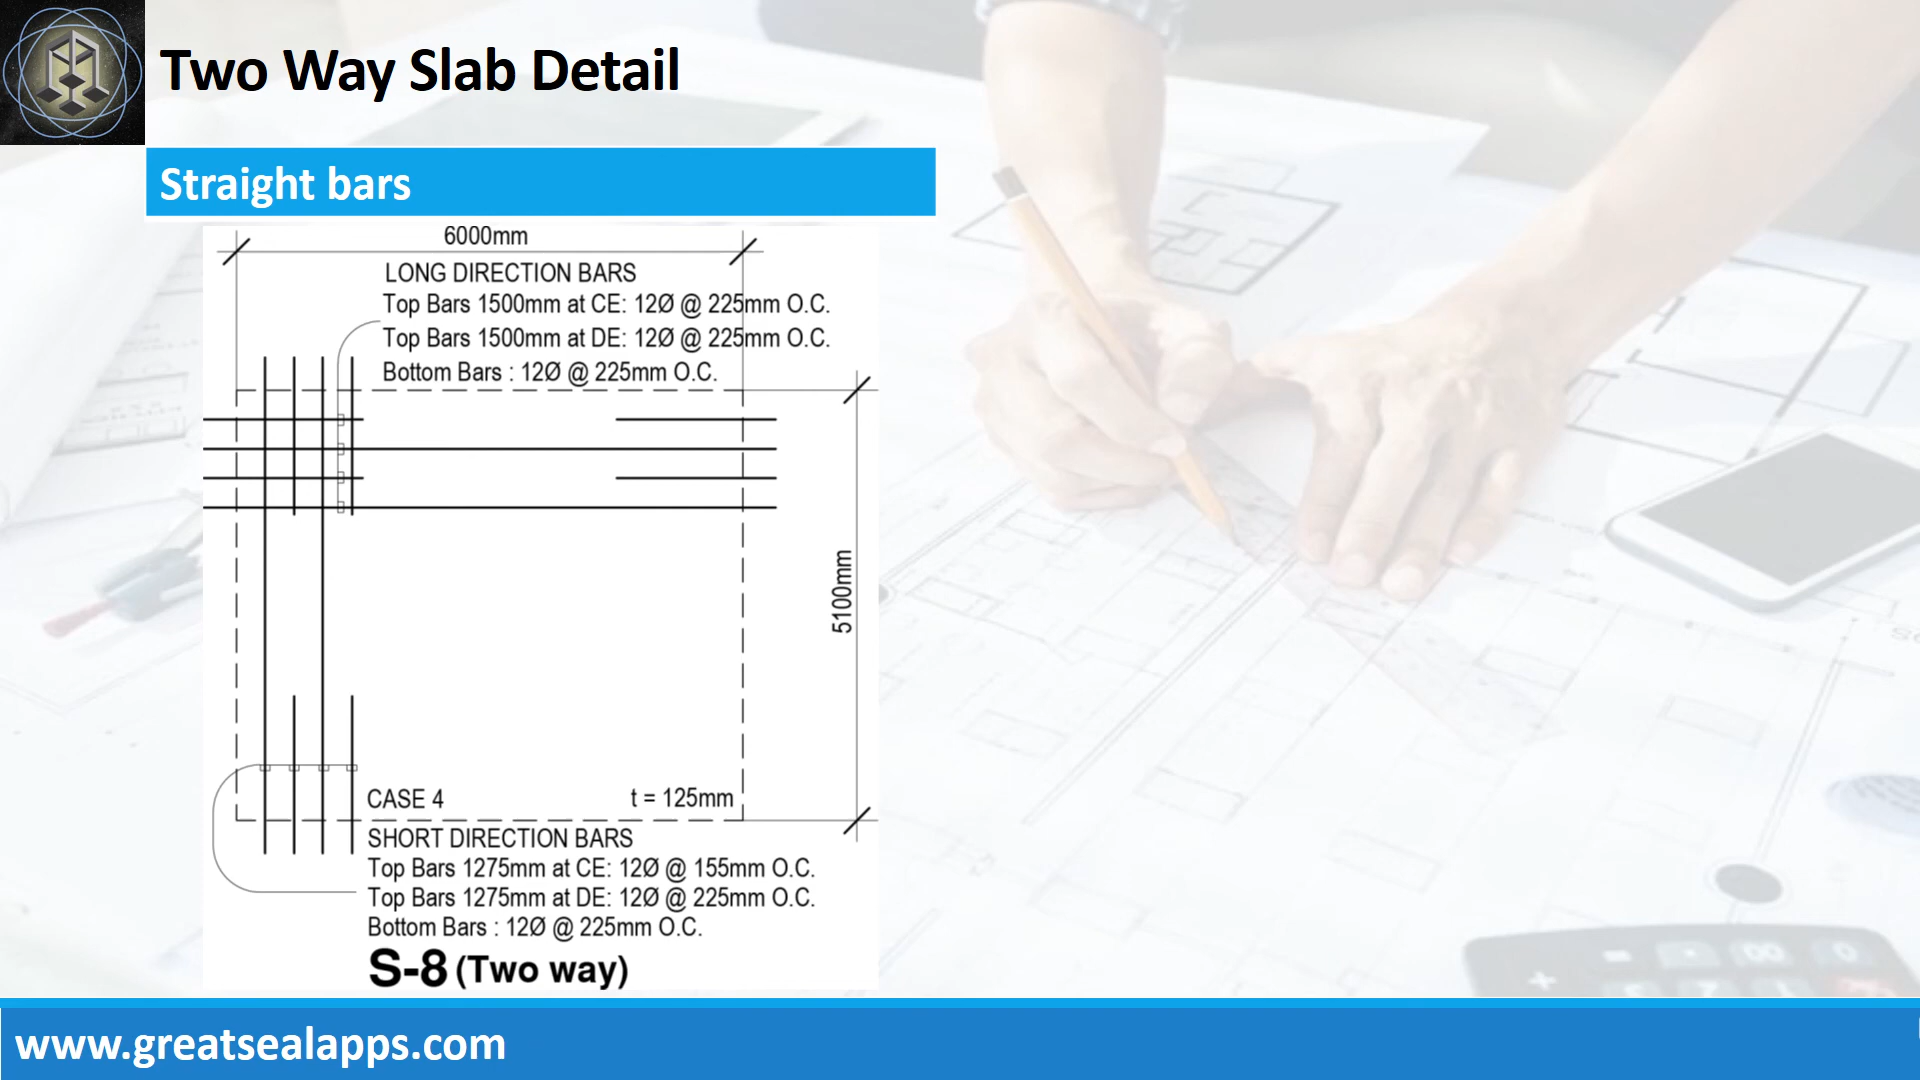 Two Way Slab Detail
Straight bars
6000mm
LONG DIRECTION BARS
Top Bars 1500mm at CE: 12Ø @ 225mm O.C.
Top Bars 1500mm at DE: 12Ø @ 225mm O.C.
Bottom Bars : 12Ø @ 225mm O.C.
5100mm
CASE 4 t = 125mm
SHORT DIRECTION BARS
Top Bars 1275mm at CE: 12Ø @ 155mm O.C.
Top Bars 1275mm at DE: 12Ø @ 225mm O.C.
Bottom Bars : 12Ø @ 225mm O.C.
S-8 (Two way)
www.greatsealapps.com